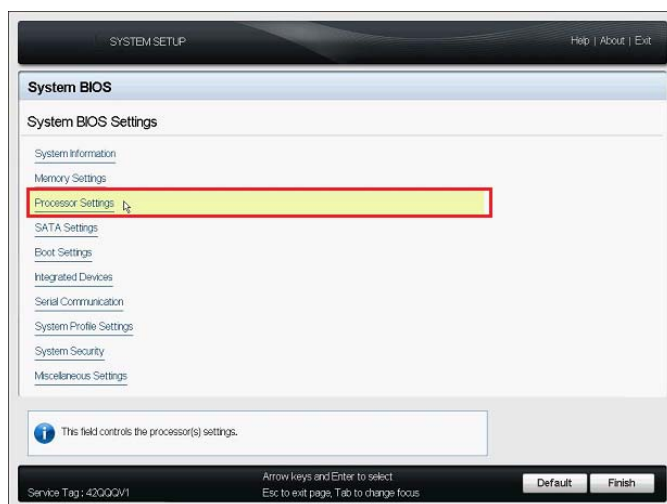 SYSTEM SETUP
Help | About | Exit
System BIOS
System BIOS Settings
System Information
Memory Settings
Processor Settings
SATA Settings
Boot Settings
Integrated Devices
Serial Communication
System Profile Settings
System Security
Miscellaneous Settings
This field controls the processor(s) settings.
Service Tag : 42QQQV1
Arrow keys and Enter to select
Esc to exit page, Tab to change focus
Default
Finish